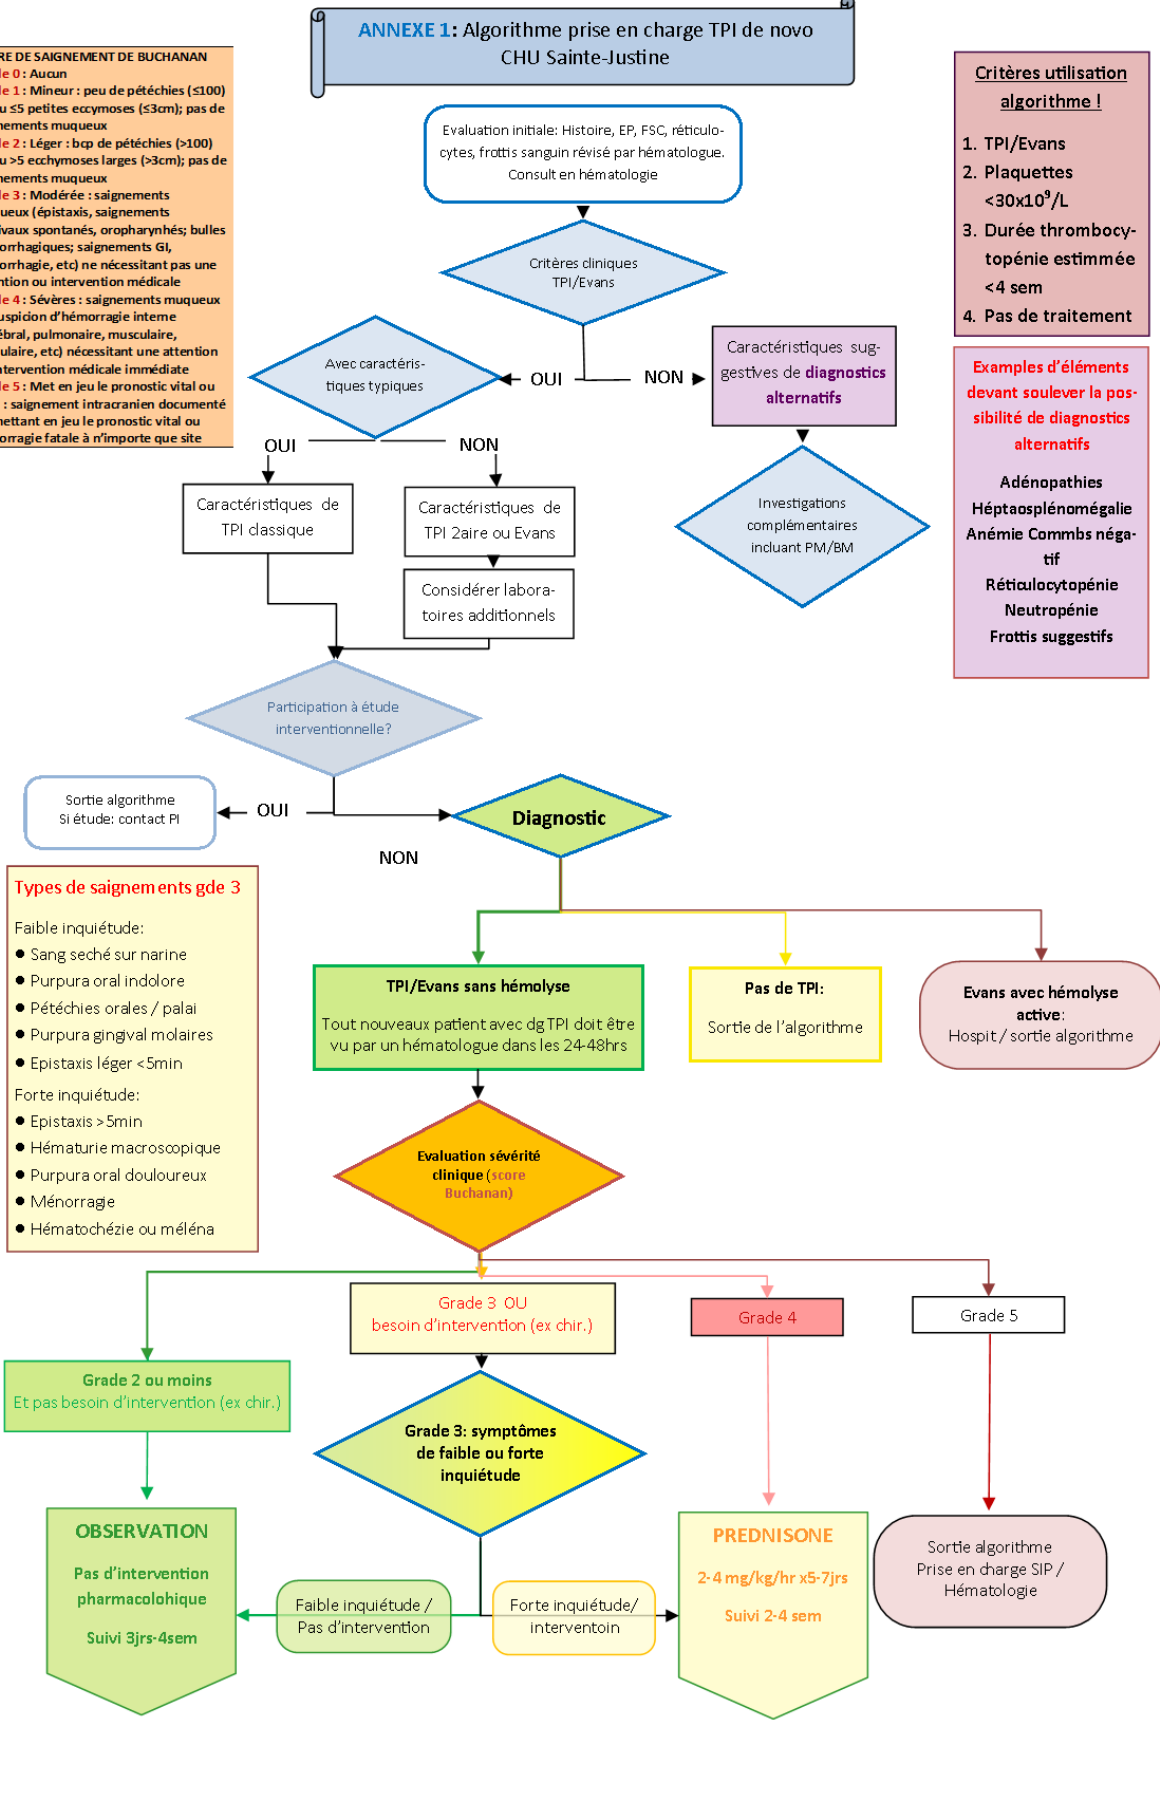 ANNEXE 1: Algorithme prise en charge TPI de novo
CHU Sainte-Justine
RE DE SAIGNEMENT DE BUCHANAN
de 0 : Aucun
de 1 : Mineur : peu de pétéchies (≤100)
u ≤5 petites eccymoses (≤3cm); pas de
nements muqueux
de 2 : Léger : bcp de pétéchies (>100)
u >5 ecchymoses larges (>3cm); pas de
nements muqueux
de 3 : Modérée : saignements
ueux (épistaxis, saignements
ivaux spontanés, oropharynhés; bulles
orrhagiques; saignements GI,
orrhagie, etc) ne nécessitant pas une
ntion ou intervention médicale
de 4 : Sévères : saignements muqueux
uspicion d'hémorragie interne
ébral, pulmonaire, musculaire,
ulaire, etc) nécessitant une attention
ntervention médicale immédiate
de 5 : Met en jeu le pronostic vital ou
: saignement intracranien documenté
nettant en jeu le pronostic vital ou
orragie fatale à n'importe que site
Evaluation initiale: Histoire, EP, FSC, réticulo-
cytes, frottis sanguin révisé par hématologue.
Consult en hématologie
Critères utilisation
algorithme !
1. TPI/Evans
2. Plaquettes
<30x10⁹/L
3. Durée thrombocy-
topénie estimmée
<4 sem
4. Pas de traitement
Critères cliniques
TPI/Evans
Avec caractéris-
tiques typiques
OUI
NON
Caractéristiques sug-
gestives de diagnostics
alternatifs
Examples d'éléments
devant soulever la pos-
sibilité de diagnostics
alternatifs
Adénopathies
Héptaosplénomégalie
Anémie Commbs néga-
tif
Réticulocytopénie
Neutropénie
Frottis suggestifs
OUI
NON
Caractéristiques de
TPI classique
Caractéristiques de
TPI 2aire ou Evans
Considérer labora-
toires additionnels
Investigations
complémentaires
incluant PM/BM
Participation à étude
interventionnelle?
Sortie algorithme
Si étude: contact PI
OUI
NON
Diagnostic
Types de saignements gde 3
Faible inquiétude:
● Sang seché sur narine
● Purpura oral indolore
● Pétéchies orales / palai
● Purpura gingival molaires
● Epistaxis léger <5min
Forte inquiétude:
● Epistaxis >5min
● Hématurie macroscopique
● Purpura oral douloureux
● Ménorragie
● Hématochézie ou méléna
TPI/Evans sans hémolyse
Tout nouveaux patient avec dg TPI doit être
vu par un hématologue dans les 24-48hrs
Pas de TPI:
Sortie de l'algorithme
Evans avec hémolyse
active:
Hospit / sortie algorithme
Evaluation sévérité
clinique (score
Buchanan)
Grade 2 ou moins
Et pas besoin d'intervention (ex chir.)
Grade 3 OU
besoin d'intervention (ex chir.)
Grade 4
Grade 5
Grade 3: symptômes
de faible ou forte
inquiétude
OBSERVATION
Pas d'intervention
pharmacolohique
Suivi 3jrs-4sem
Faible inquiétude /
Pas d'intervention
Forte inquiétude/
interventoin
PREDNISONE
2-4 mg/kg/hr x5-7jrs
Suivi 2-4 sem
Sortie algorithme
Prise en charge SIP /
Hématologie